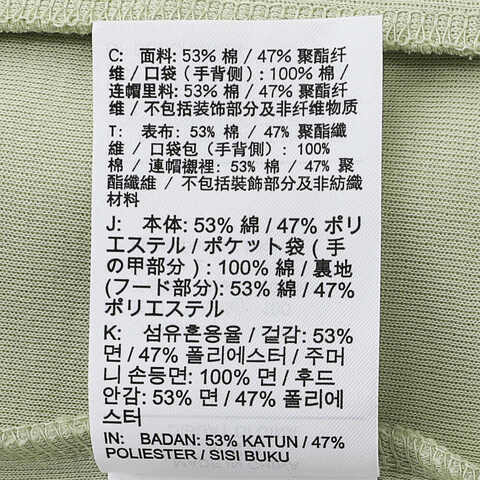 C: 面料: 53% 棉 / 47% 聚酯纤
维 / 口袋 (手背侧) : 100% 棉 /
连帽里料: 53% 棉 / 47% 聚酯纤
维 / 不包括装饰部分及非纤维物质
T: 表布: 53% 棉 / 47% 聚酯纖
維 / 口袋包 (手背側) : 100%
棉 / 連帽襯裡: 53% 棉 / 47% 聚
酯纖維 / 不包括裝飾部分及非紡織
材料
J: 本体: 53% 綿 / 47% ポリ
エステル / ポケット袋 ( 手
の甲部分 ) : 100% 綿 / 裏地
(フード部分): 53% 綿 / 47%
ポリエステル
K: 섬유혼용율 / 겉감: 53%
면 / 47% 폴리에스터 / 주머
니 손등면: 100% 면 / 후드
안감: 53% 면 / 47% 폴리에
스터
IN: BADAN: 53% KATUN / 47%
POLIESTER / SISI BUKU